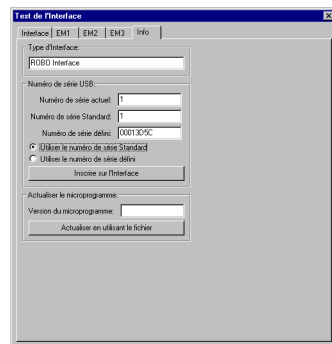 Test de l'Interface
Interface EM1 EM2 EM3 Info
Type d'Interface:
ROBO Interface
Numéro de série USB:
Numéro de série actuel: 1
Numéro de série Standard: 1
Numéro de série défini: 00013D5C
Utiliser le numéro de série Standard
Utiliser le numéro de série défini
Inscrire sur l'Interface
Actualiser le microprogramme:
Version du microprogramme:
Actualiser en utilisant le fichier